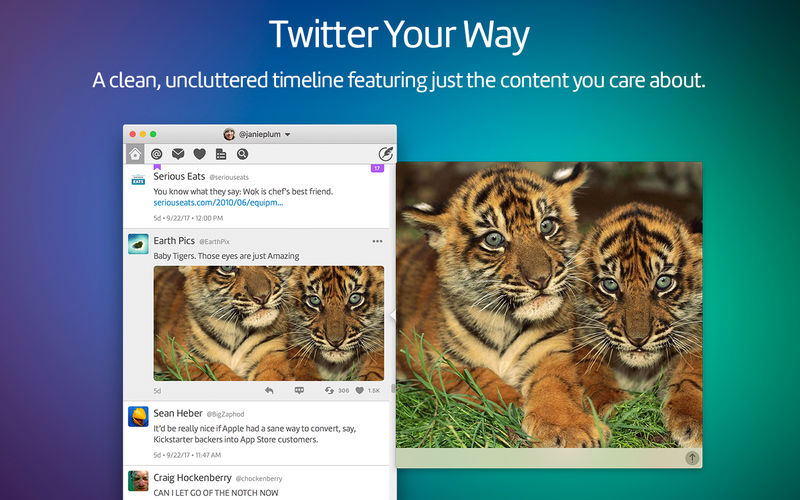 Twitter Your Way
A clean, uncluttered timeline featuring just the content you care about.
@janieplum
17
Serious Eats @seriouseats
You know what they say: Wok is chef's best friend.
seriouseats.com/2010/06/equipm...
5d • 9/22/17 • 12:00 PM
Earth Pics @EarthPix
Baby Tigers. Those eyes are just Amazing
5d
306
1.5K
Sean Heber @BigZaphod
It'd be really nice if Apple had a sane way to convert, say,
Kickstarter backers into App Store customers.
5d • 9/22/17 • 11:47 AM
Craig Hockenberry @chockenberry
CAN I LET GO OF THE NOTCH NOW